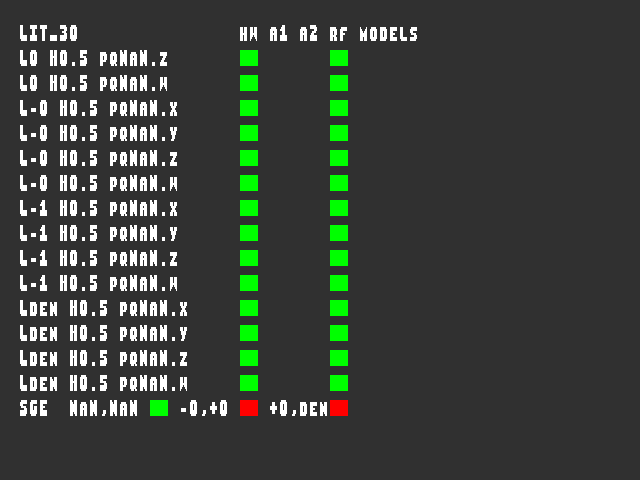 LIT_30 HW A1 A2 RF MODELS
L0 H0.5 PQNAN.Z
L0 H0.5 PQNAN.W
L-0 H0.5 PQNAN.X
L-0 H0.5 PQNAN.Y
L-0 H0.5 PQNAN.Z
L-0 H0.5 PQNAN.W
L-1 H0.5 PQNAN.X
L-1 H0.5 PQNAN.Y
L-1 H0.5 PQNAN.Z
L-1 H0.5 PQNAN.W
LDEN H0.5 PQNAN.X
LDEN H0.5 PQNAN.Y
LDEN H0.5 PQNAN.Z
LDEN H0.5 PQNAN.W
SGE NAN,NAN -0,+0 +0,DEN